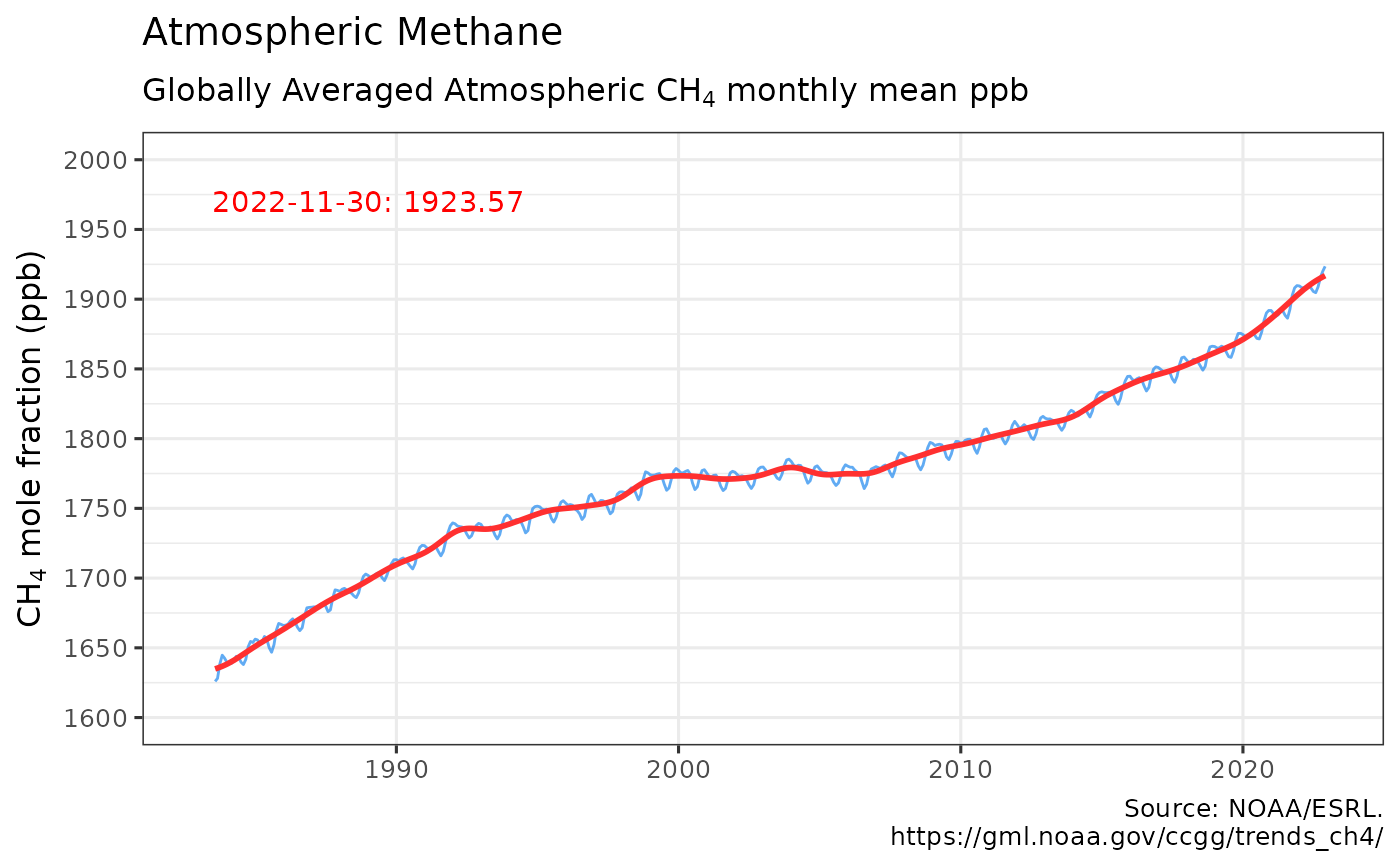 Atmospheric Methane
Globally Averaged Atmospheric CH₄ monthly mean ppb
2022-11-30: 1923.57
CH₄ mole fraction (ppb)
2000
1950
1900
1850
1800
1750
1700
1650
1600
1990 2000 2010 2020
Source: NOAA/ESRL.
https://gml.noaa.gov/ccgg/trends_ch4/